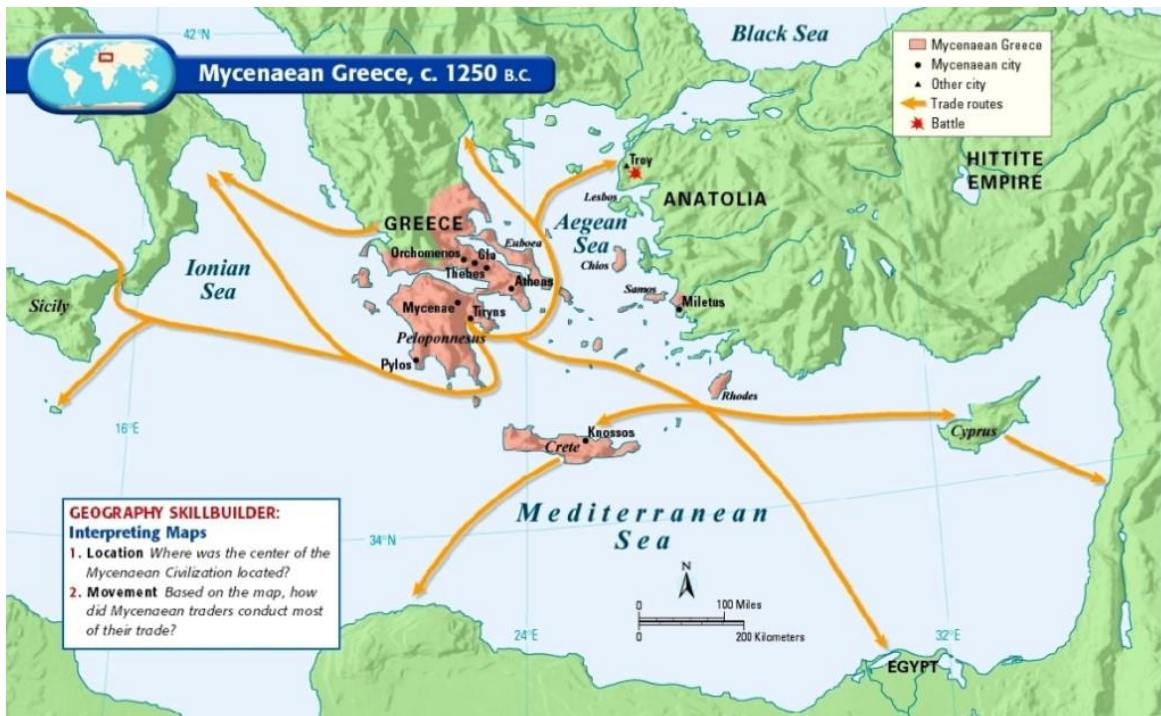 42°N
Black Sea
Mycenaean Greece, c. 1250 B.C.
Mycenaean Greece
Mycenaean city
Other city
Trade routes
Battle
HITTITE
EMPIRE
Troy
ANATOLIA
Lesbos
Aegean
Sea
GREECE
Euboea
Chios
Orchomenos
Gla
Thebes
Athens
Samos
Miletus
Ionian
Sea
Sicily
Mycenae
Tiryns
Peloponnesus
Pylos
Rhodes
16°E
Knossos
Crete
Cyprus
Mediterranean
Sea
GEOGRAPHY SKILLBUILDER:
Interpreting Maps
1. Location Where was the center of the
Mycenaean Civilization located?
2. Movement Based on the map, how
did Mycenaean traders conduct most
of their trade?
34°N
N
0 100 Miles
0 200 Kilometers
24°E
32°E
EGYPT